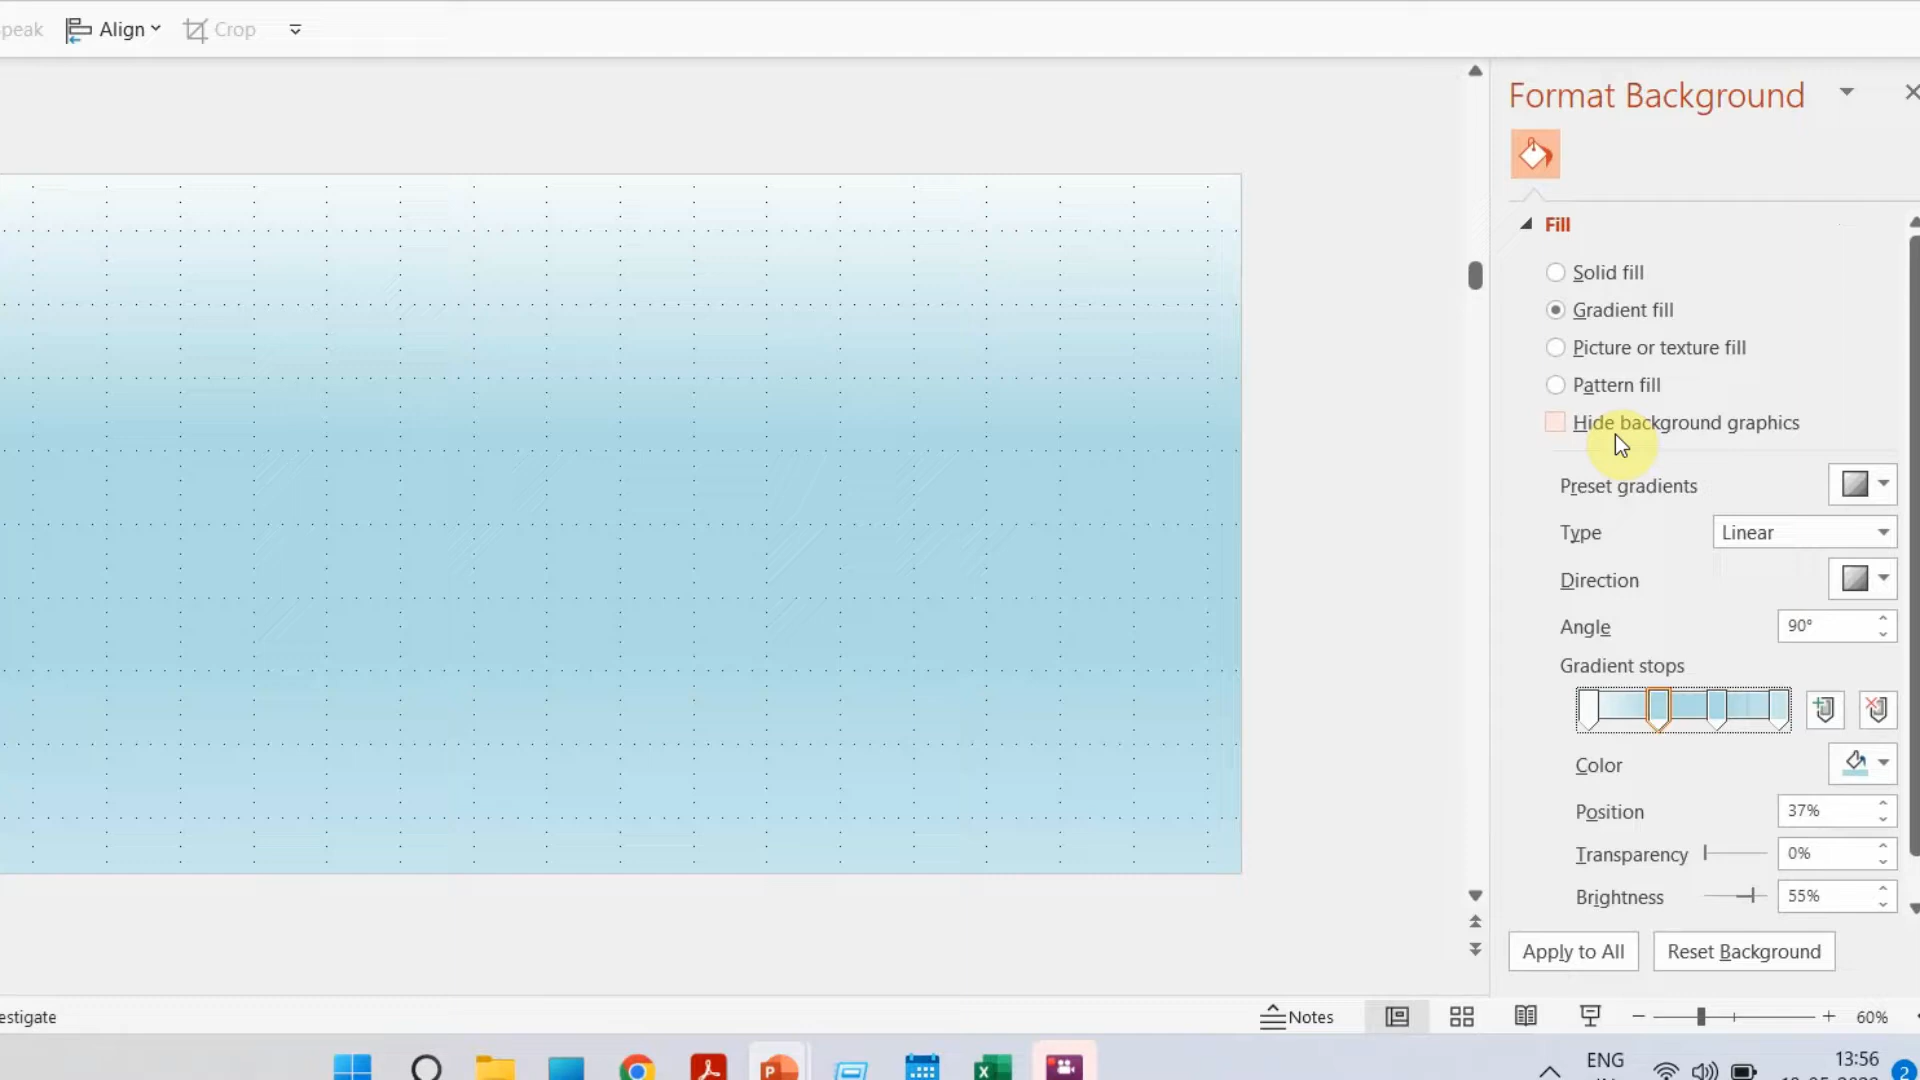 Align
Crop
Format Background
Fill
Solid fill
Gradient fill
Picture or texture fill
Pattern fill
Hide background graphics
Preset gradients
Type Linear
Direction
Angle 90°
Gradient stops
Color
Position 37%
Transparency 0%
Brightness 55%
Apply to All Reset Background
estigate
Notes
60%
ENG
13:56
2